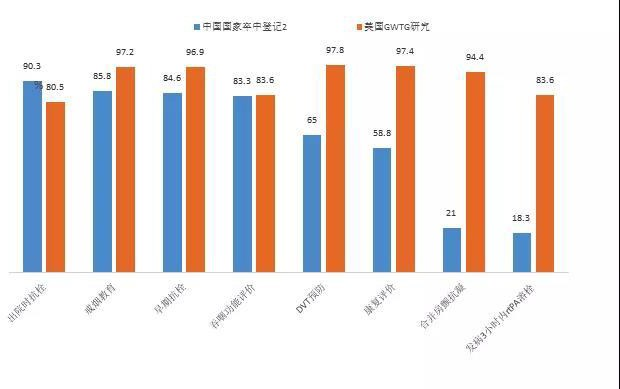 中国国家卒中登记2 美国GWTG研究
90.3 % 80.5 85.8 97.2 84.6 96.9 83.3 83.6 65 97.8 58.8 97.4 21 94.4 18.3 83.6
出院时抗栓
戒烟教育
早期抗栓
吞咽功能评价
DVT预防
康复评价
合并房颤抗凝
发病3小时内rtPA溶栓